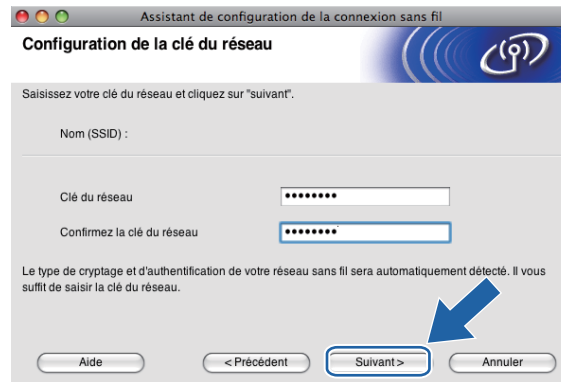 Assistant de configuration de la connexion sans fil
Configuration de la clé du réseau
Saisissez votre clé du réseau et cliquez sur "suivant".
Nom (SSID) :
Clé du réseau
••••••••
Confirmez la clé du réseau
••••••••
Le type de cryptage et d'authentification de votre réseau sans fil sera automatiquement détecté. Il vous
suffit de saisir la clé du réseau.
Aide
< Précédent
Suivant >
Annuler